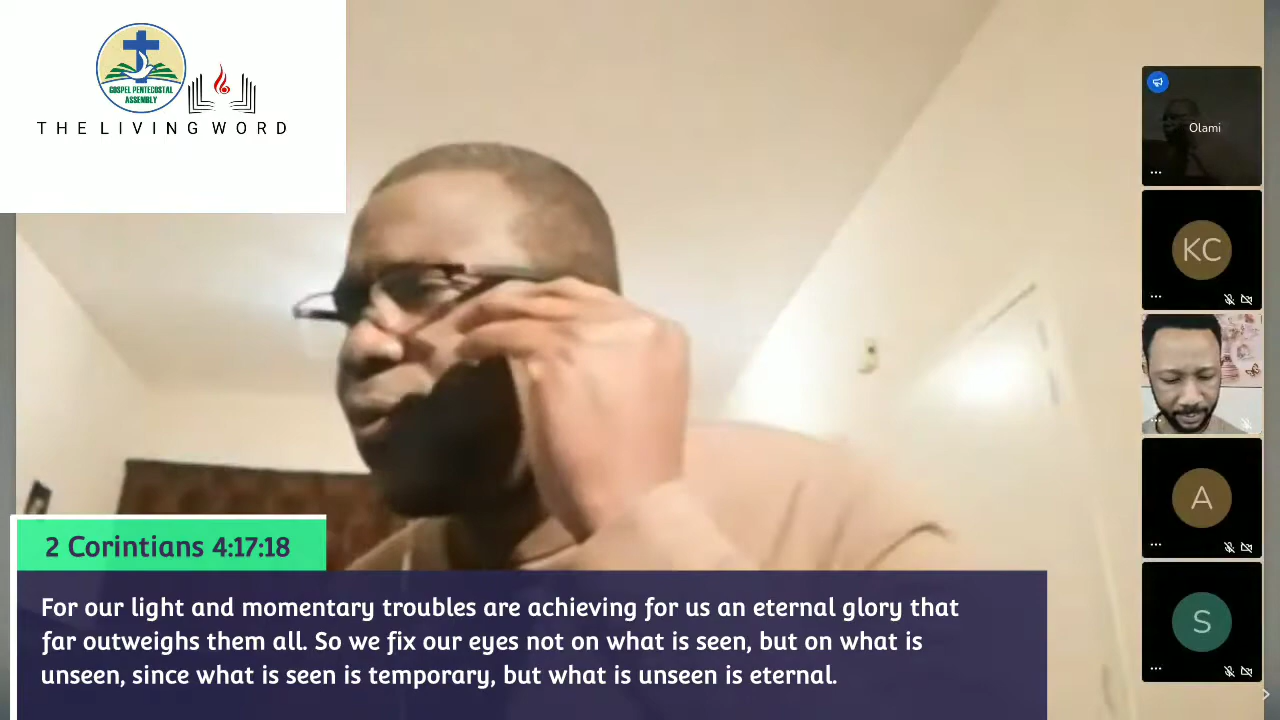 GOSPEL PENTECOSTAL
ASSEMBLY
THE LIVING WORD
Olami
KC
A
S
2 Corintians 4:17:18
For our light and momentary troubles are achieving for us an eternal glory that
far outweighs them all. So we fix our eyes not on what is seen, but on what is
unseen, since what is seen is temporary, but what is unseen is eternal.